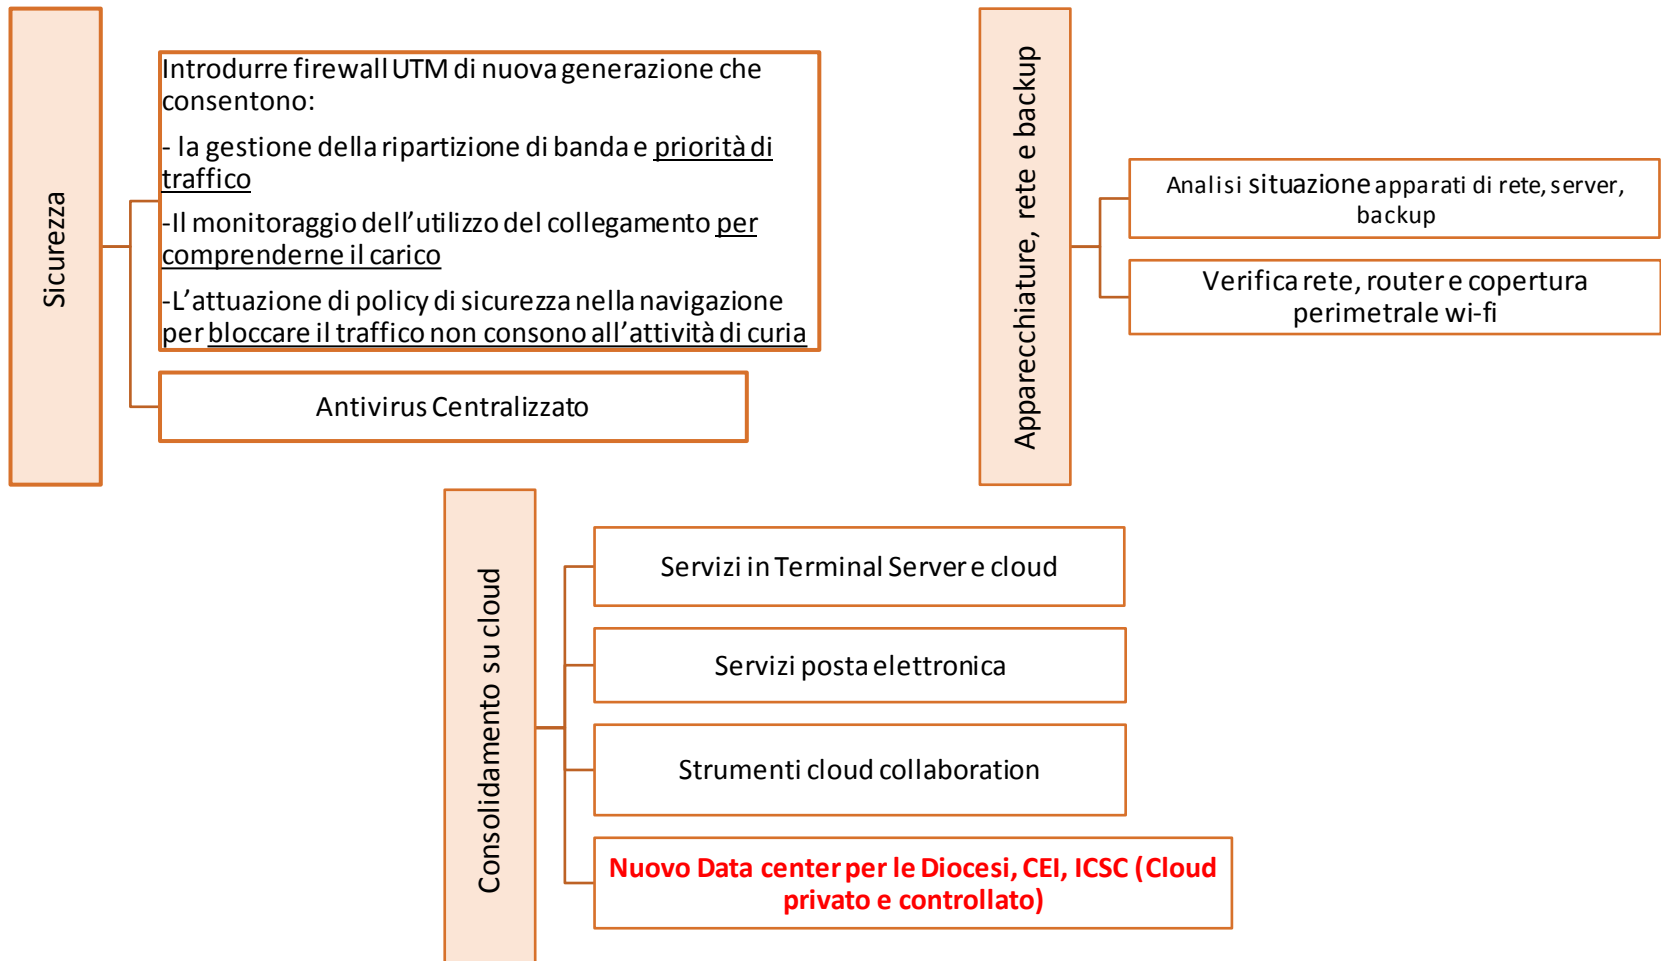 Sicurezza
Introdurre firewall UTM di nuova generazione che
consentono:
- la gestione della ripartizione di banda e priorità di
traffico
-Il monitoraggio dell’utilizzo del collegamento per
comprenderne il carico
-L’attuazione di policy di sicurezza nella navigazione
per bloccare il traffico non consono all’attività di curia
Antivirus Centralizzato
Apparecchiature, rete e backup
Analisi situazione apparati di rete, server,
backup
Verifica rete, router e copertura
perimetrale wi-fi
Consolidamento su cloud
Servizi in Terminal Server e cloud
Servizi posta elettronica
Strumenti cloud collaboration
Nuovo Data center per le Diocesi, CEI, ICSC (Cloud
privato e controllato)